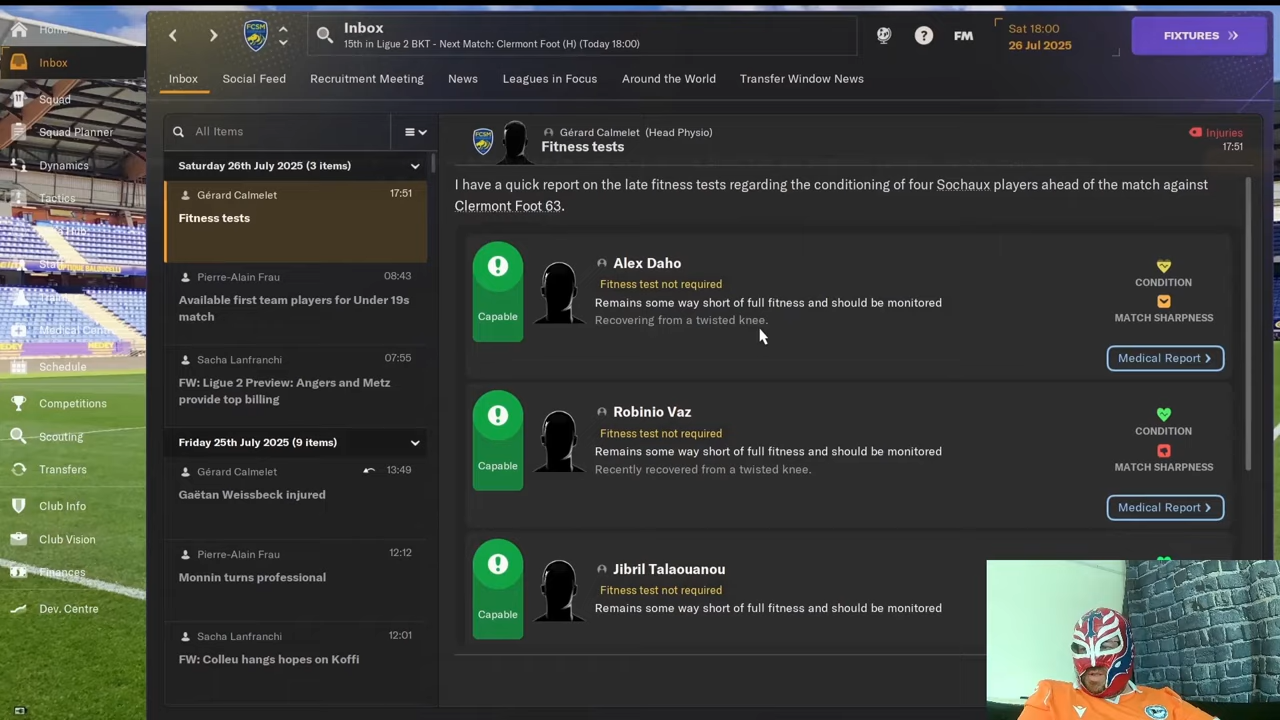 Home
Inbox
Squad
Squad Planner
Dynamics
Tactics
Schedule
Competitions
Scouting
Transfers
Club Info
Club Vision
Finances
Dev. Centre
FCSM
Inbox
15th in Ligue 2 BKT - Next Match: Clermont Foot (H) (Today 18:00)
FM
Sat 18:00
26 Jul 2025
FIXTURES
Inbox
Social Feed
Recruitment Meeting
News
Leagues in Focus
Around the World
Transfer Window News
All Items
Saturday 26th July 2025 (3 items)
Gérard Calmelet 17:51
Fitness tests
Pierre-Alain Frau 08:43
Available first team players for Under 19s
match
Sacha Lanfranchi 07:55
FW: Ligue 2 Preview: Angers and Metz
provide top billing
Friday 25th July 2025 (9 items)
Gérard Calmelet 13:49
Gaëtan Weissbeck injured
Pierre-Alain Frau 12:12
Monnin turns professional
Sacha Lanfranchi 12:01
FW: Colleu hangs hopes on Koffi
FCSM
Gérard Calmelet (Head Physio)
Fitness tests
Injuries
17:51
I have a quick report on the late fitness tests regarding the conditioning of four Sochaux players ahead of the match against
Clermont Foot 63.
Capable
Alex Daho
Fitness test not required
Remains some way short of full fitness and should be monitored
Recovering from a twisted knee.
CONDITION
MATCH SHARPNESS
Medical Report
Capable
Robinio Vaz
Fitness test not required
Remains some way short of full fitness and should be monitored
Recently recovered from a twisted knee.
CONDITION
MATCH SHARPNESS
Medical Report
Capable
Jibril Talaouanou
Fitness test not required
Remains some way short of full fitness and should be monitored